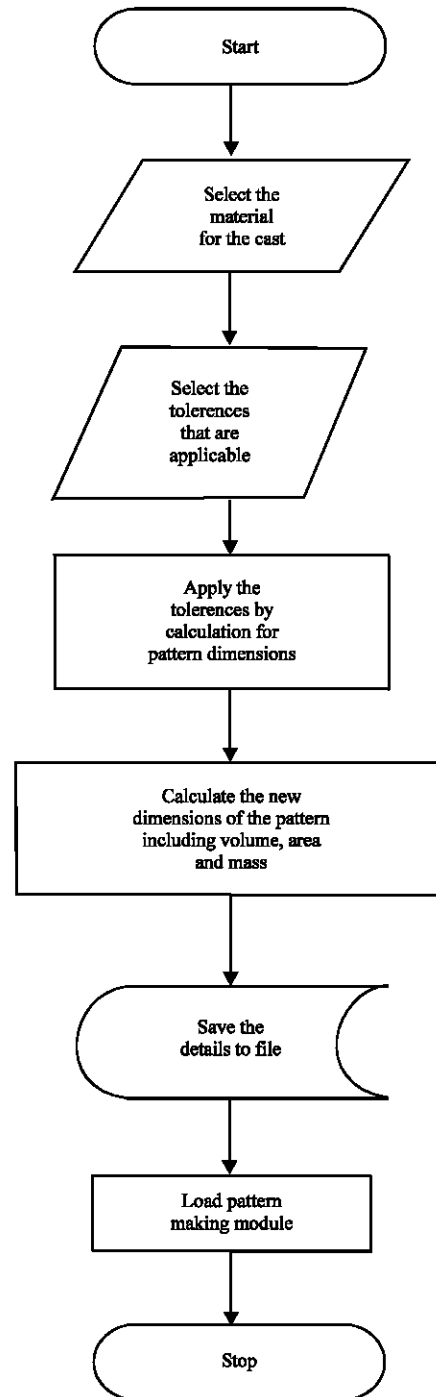 Start
Select the
material
for the cast
Select the
tolerences
that are
applicable
Apply the
tolerences by
calculation for
pattern dimensions
Calculate the new
dimensions of the pattern
including volume, area
and mass
Save the
details to file
Load pattern
making module
Stop